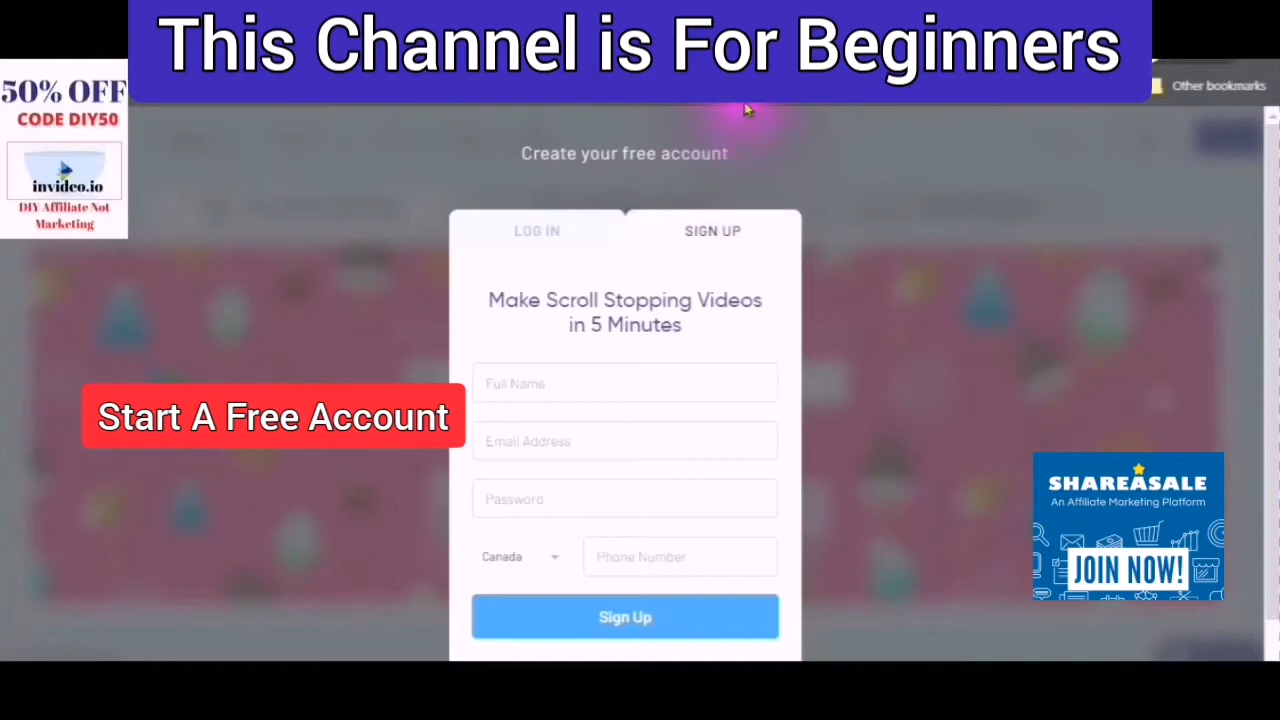 This Channel is For Beginners
Other bookmarks
50% OFF
CODE DIY50
invideo.io
DIY Affiliate Not
Marketing
Create your free account
LOG IN
SIGN UP
Make Scroll Stopping Videos
in 5 Minutes
Full Name
Start A Free Account
Email Address
Password
Canada
Phone Number
Sign Up
SHAREASALE
An Affiliate Marketing Platform
JOIN NOW!